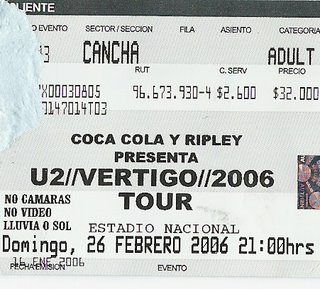 CLIENTE
O EVENTO SECTOR / SECCION FILA ASIENTO CATEGORIA
3 CANCHA ADULT
RUT C. SERV PRECIO
X00030805 96.673.930-4 $2.600 $32.000
0147014T03
COCA COLA Y RIPLEY
PRESENTA
U2//VERTIGO//2006
TOUR
NO CAMARAS
NO VIDEO
LLUVIA O SOL
ESTADIO NACIONAL
Domingo, 26 FEBRERO 2006 21:00hrs
16 ENE 2006
FECHA EMISION EVENTO